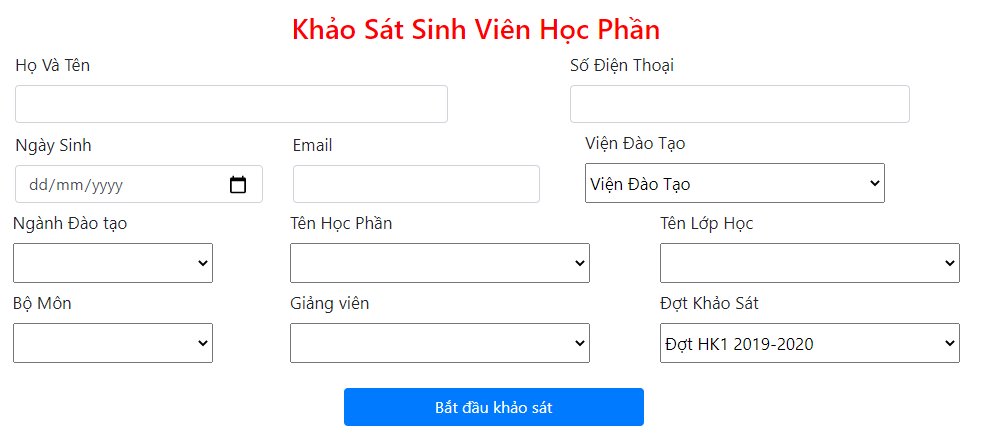 Khảo Sát Sinh Viên Học Phần
Họ Và Tên
Số Điện Thoại
Ngày Sinh
Email
Viện Đào Tạo
dd/mm/yyyy
Viện Đào Tạo
Ngành Đào tạo
Tên Học Phần
Tên Lớp Học
Bộ Môn
Giảng viên
Đợt Khảo Sát
Đợt HK1 2019-2020
Bắt đầu khảo sát